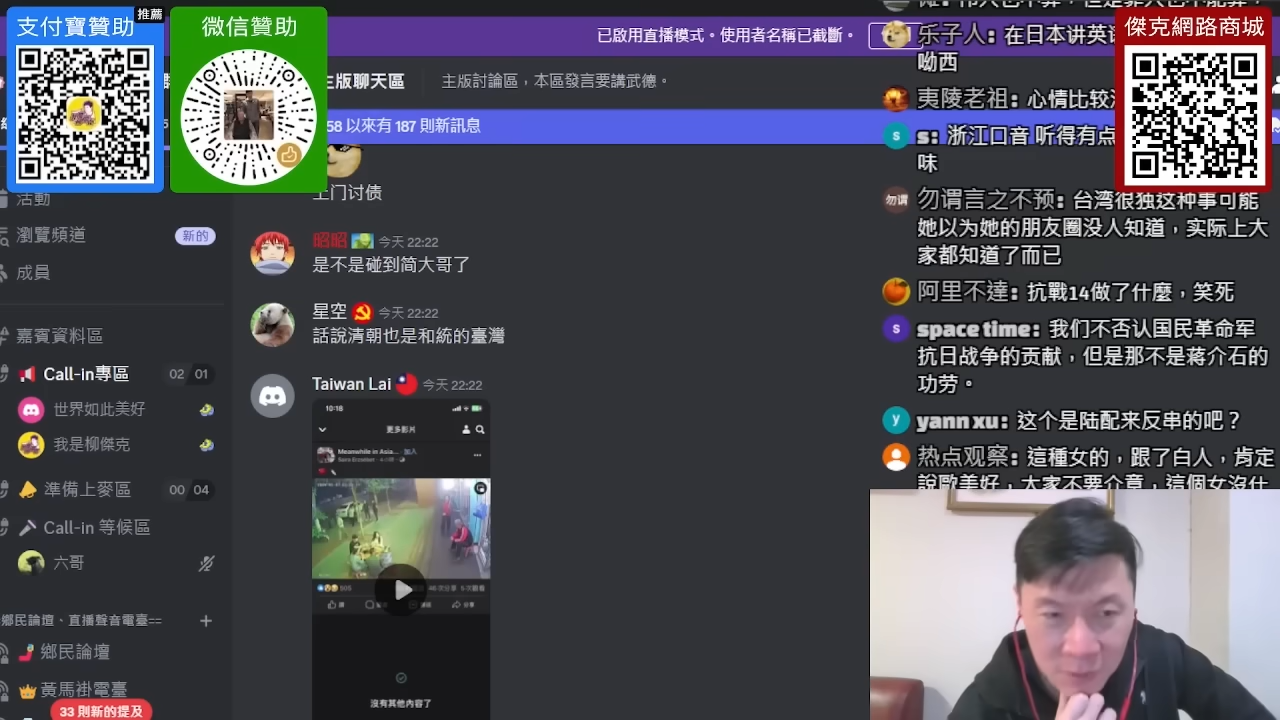 支付寶贊助
推薦
微信贊助
已啟用直播模式。使用者名稱已截斷。
傑克網路商城
主版聊天區
主版討論區，本區發言要講武德。
58 以來有 187 則新訊息
活動
瀏覽頻道
新的
成員
嘉賓資料區
Call-in專區
02 01
世界如此美好
我是柳傑克
準備上麥區
00 04
Call-in 等候區
六哥
鄉民論壇、直播聲音電臺==
鄉民論壇
黃馬褂電臺
33 則新的提及
上门讨债
昭昭 今天 22:22
是不是碰到简大哥了
星空 今天 22:22
話說清朝也是和統的臺灣
Taiwan Lai 今天 22:22
10:18
更多影片
Meanwhile in Asia...
沒有其他內容了
乐子人: 在日本讲英语
呦西
夷陵老祖: 心情比较
s: 浙江口音 听得有点
味
勿谓言之不预: 台湾很独这种事可能
她以为她的朋友圈没人知道，实际上大
家都知道了而已
阿里不達: 抗戰14做了什麼，笑死
space time: 我们不否认国民革命军
抗日战争的贡献，但是那不是蒋介石的
功劳。
yann xu: 这个是陆配来反串的吧？
热点观察: 這種女的，跟了白人，肯定
說歐美好，大家不要介意，這個女沒什